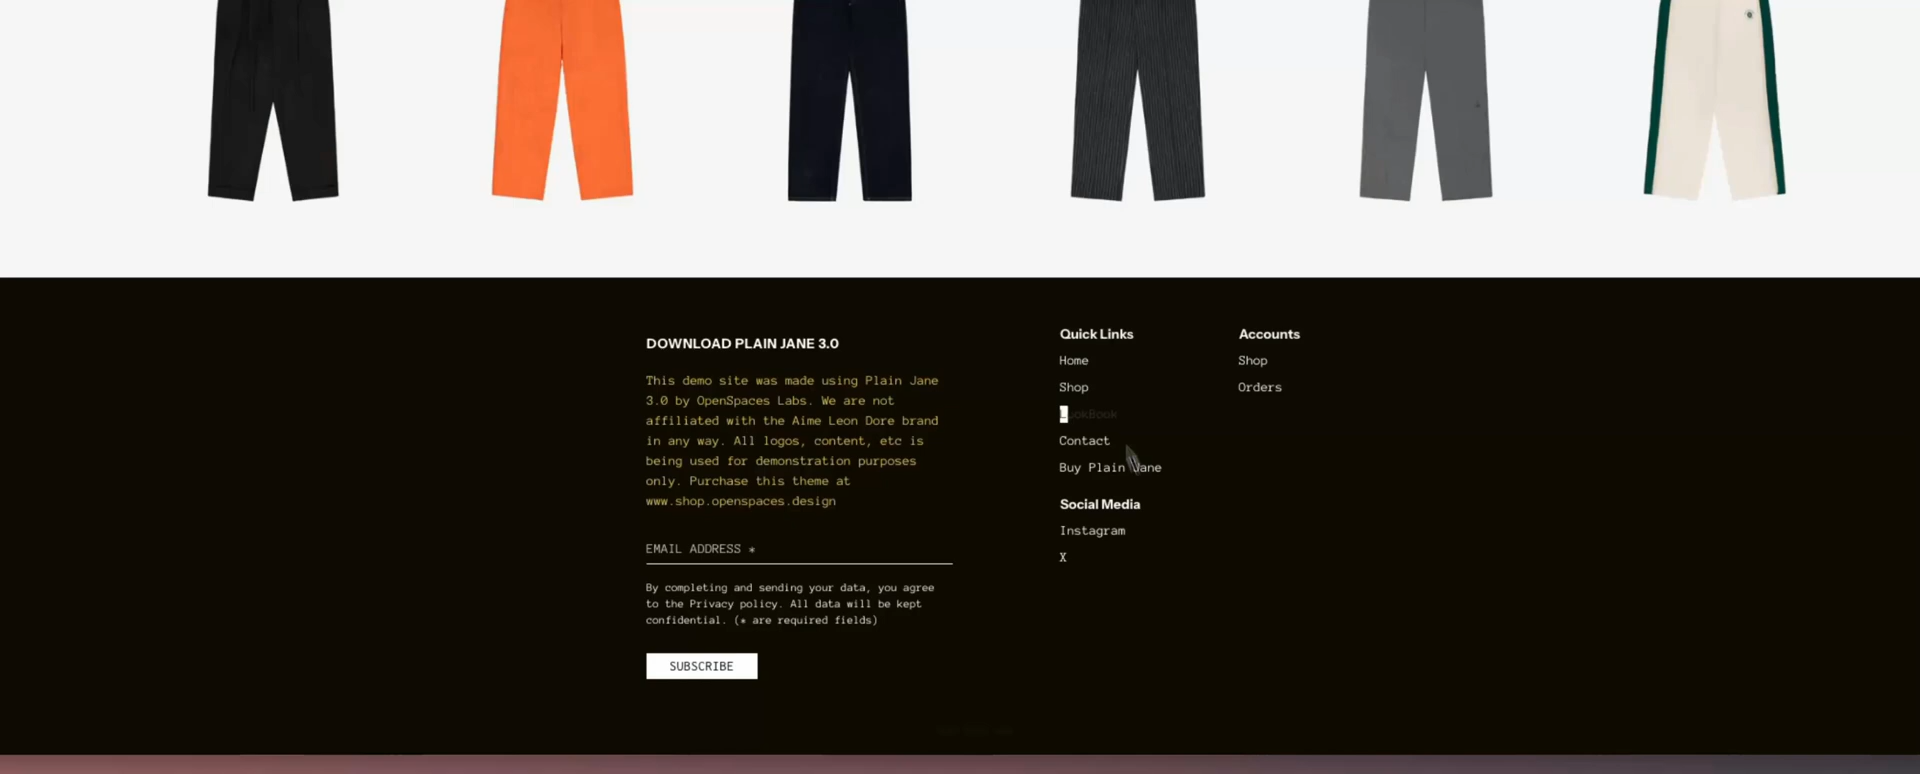 DOWNLOAD PLAIN JANE 3.0
This demo site was made using Plain Jane
3.0 by OpenSpaces Labs. We are not
affiliated with the Aime Leon Dore brand
in any way. All logos, content, etc is
being used for demonstration purposes
only. Purchase this theme at
www.shop.openspaces.design
EMAIL ADDRESS *
By completing and sending your data, you agree
to the Privacy policy. All data will be kept
confidential. (* are required fields)
SUBSCRIBE
Quick Links
Home
Shop
LookBook
Contact
Buy Plain Jane
Social Media
Instagram
X
Accounts
Shop
Orders